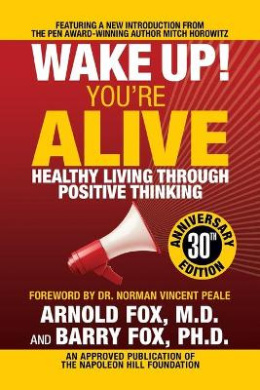 FEATURING A NEW INTRODUCTION FROM
THE PEN AWARD-WINNING AUTHOR MITCH HOROWITZ
WAKE UP!
YOU'RE
ALIVE
HEALTHY LIVING THROUGH
POSITIVE THINKING
ANNIVERSARY
30TH
EDITION
FOREWORD BY DR. NORMAN VINCENT PEALE
ARNOLD FOX, M.D.
AND BARRY FOX, PH.D.
AN APPROVED PUBLICATION OF
THE NAPOLEON HILL FOUNDATION